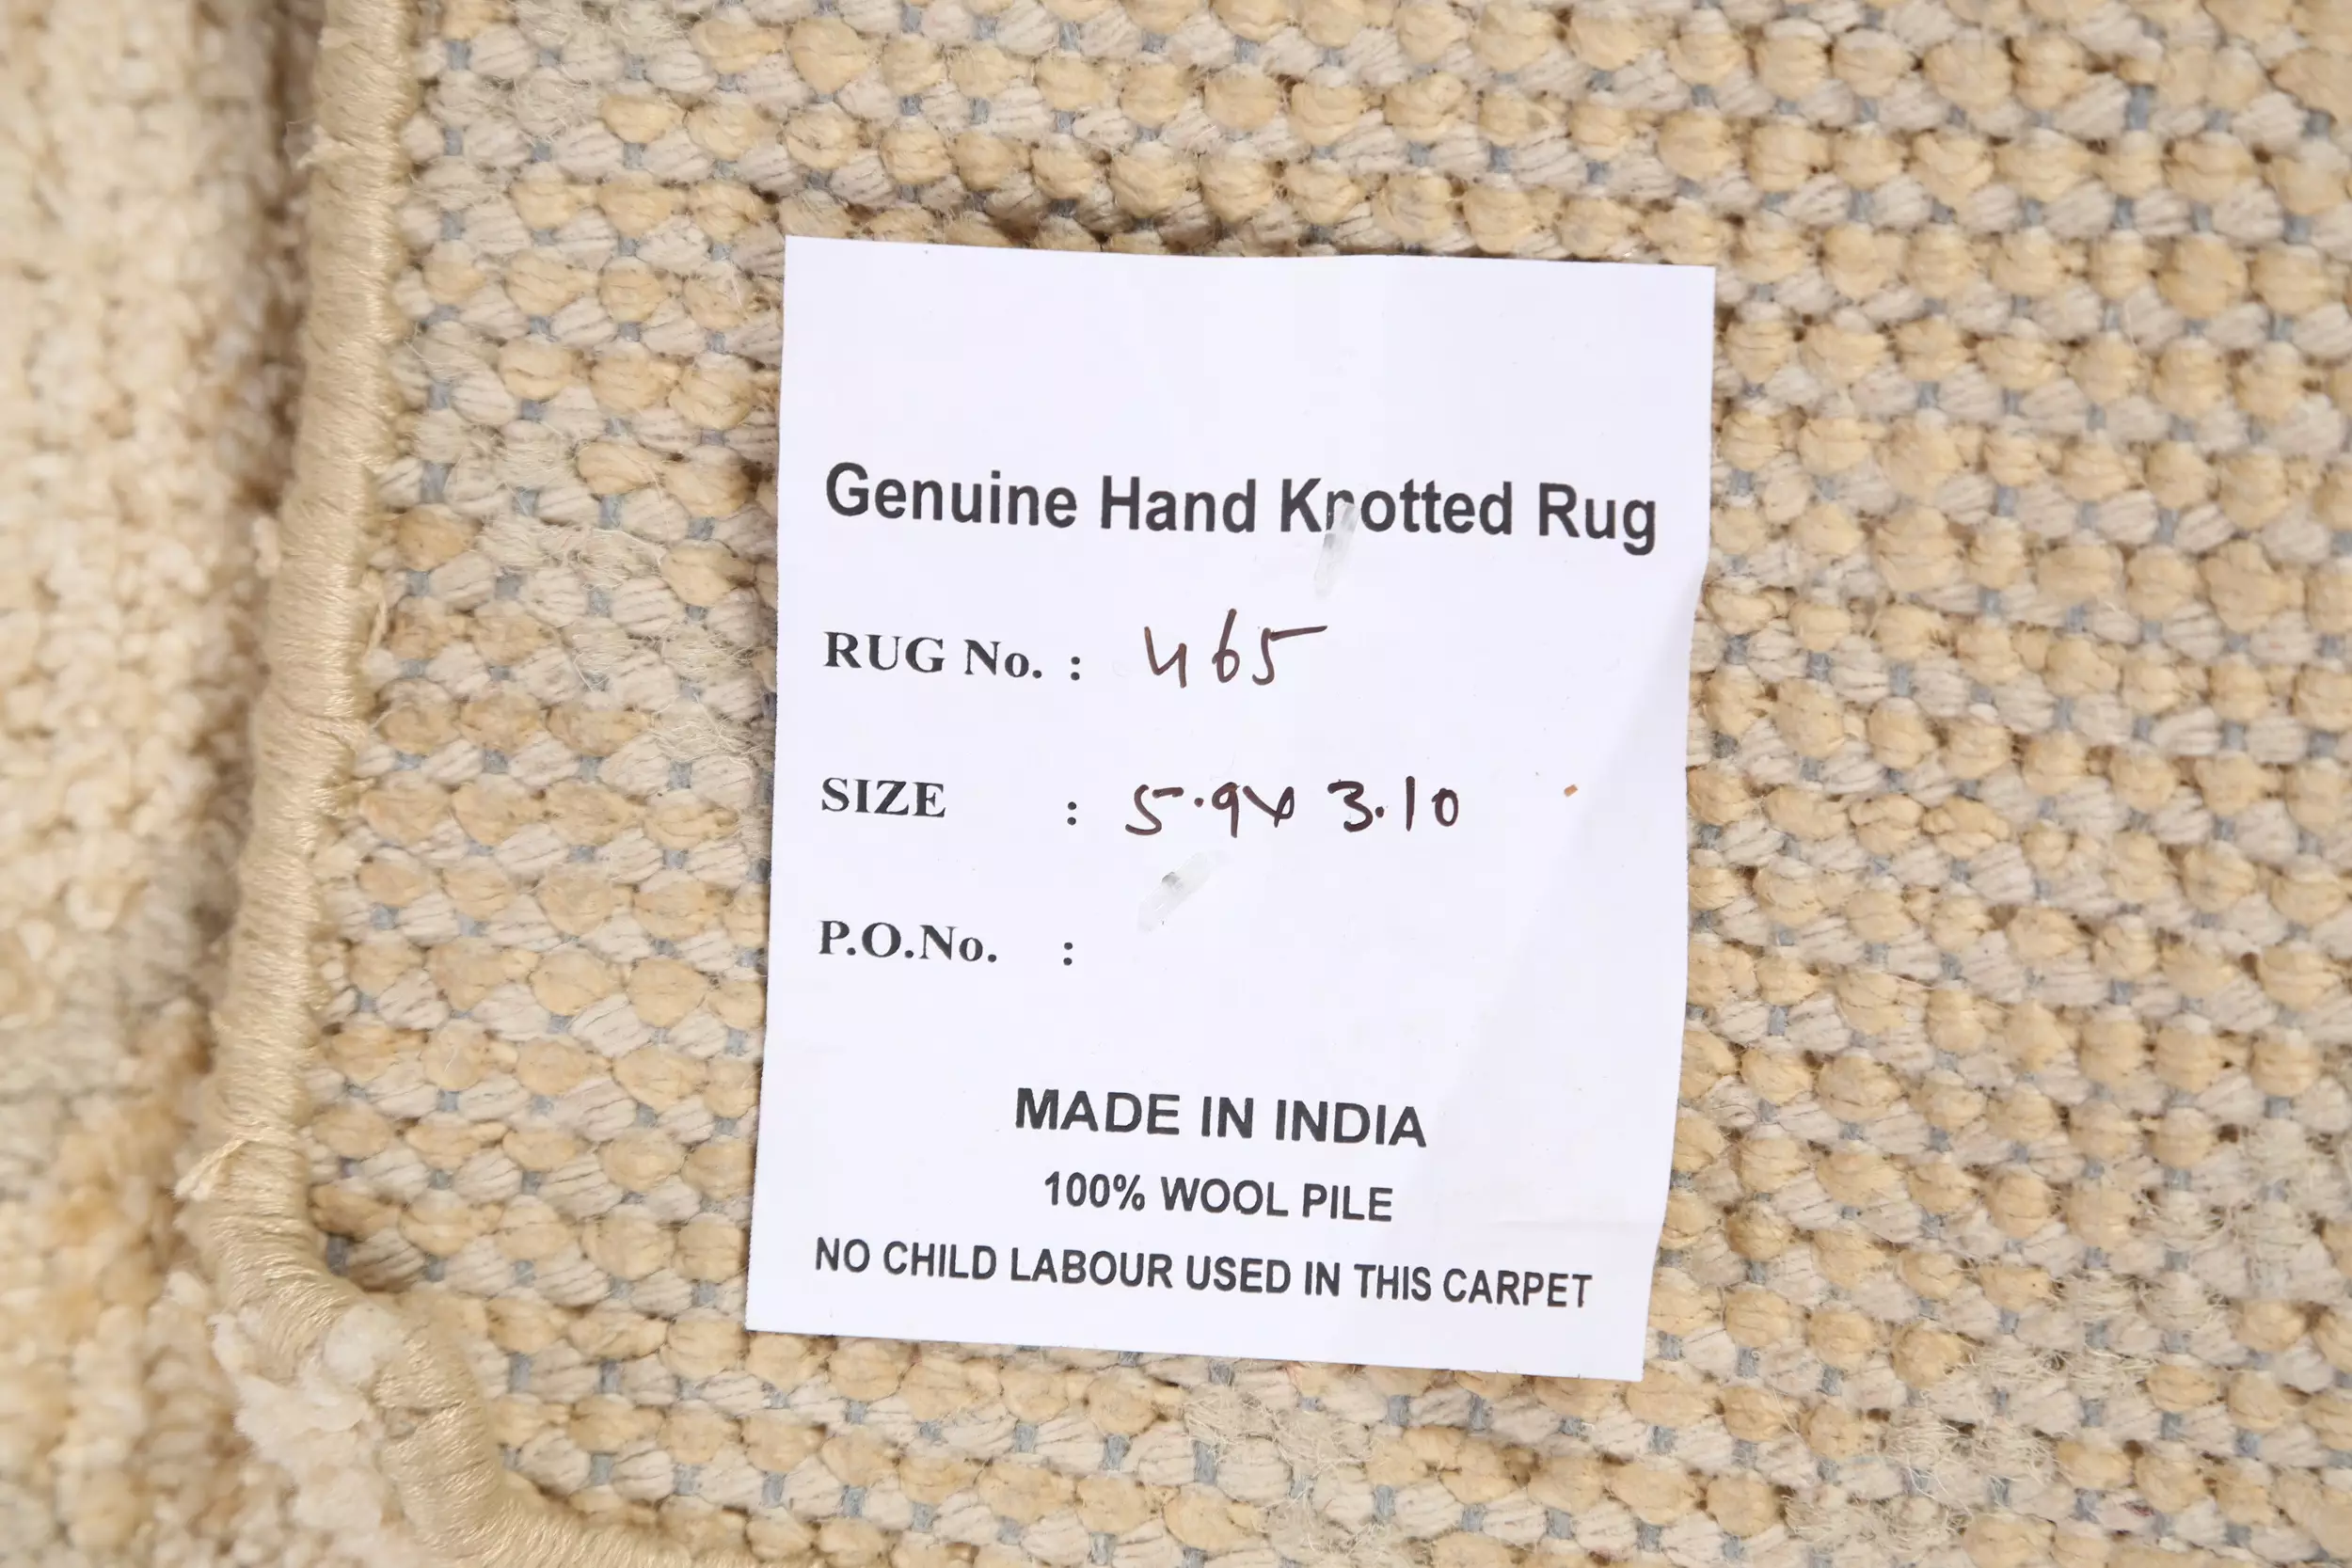 Genuine Hand Knotted Rug
RUG No. : 465
SIZE : 5.9x 3.10
P.O.No. :
MADE IN INDIA
100% WOOL PILE
NO CHILD LABOUR USED IN THIS CARPET